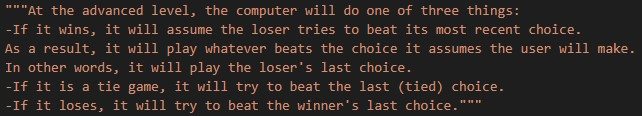 """At the advanced level, the computer will do one of three things:
-If it wins, it will assume the loser tries to beat its most recent choice.
As a result, it will play whatever beats the choice it assumes the user will make.
In other words, it will play the loser's last choice.
-If it is a tie game, it will try to beat the last (tied) choice.
-If it loses, it will try to beat the winner's last choice."""